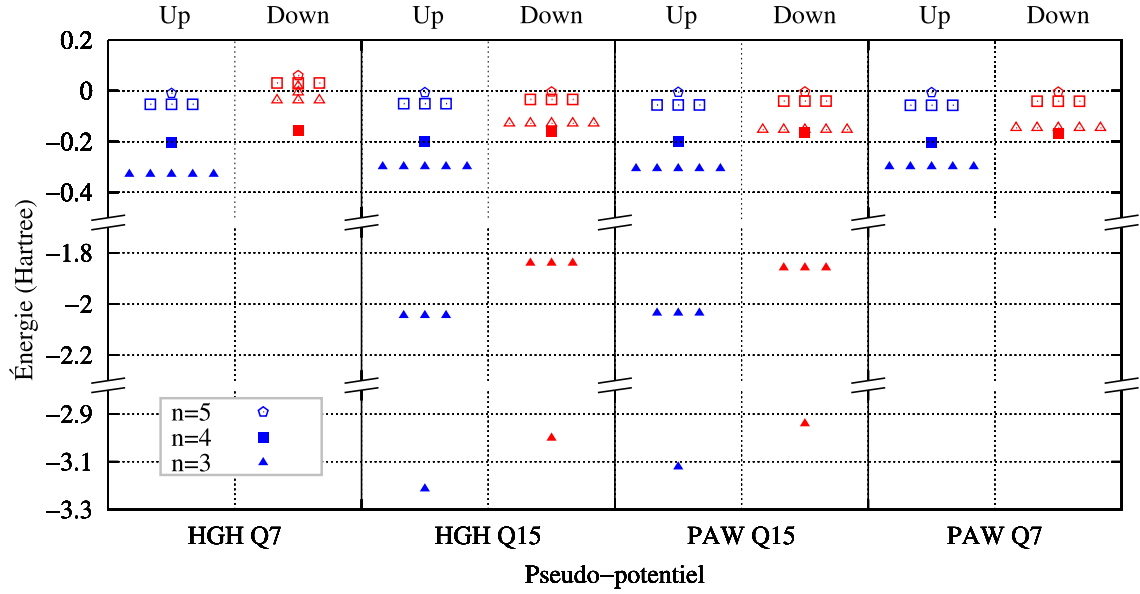 Up Down Up Down Up Down Up Down
0.2
0
−0.2
−0.4
−1.8
−2
−2.2
−2.9
−3.1
−3.3
Énergie (Hartree)
n=5
n=4
n=3
HGH Q7 HGH Q15 PAW Q15 PAW Q7
Pseudo−potentiel